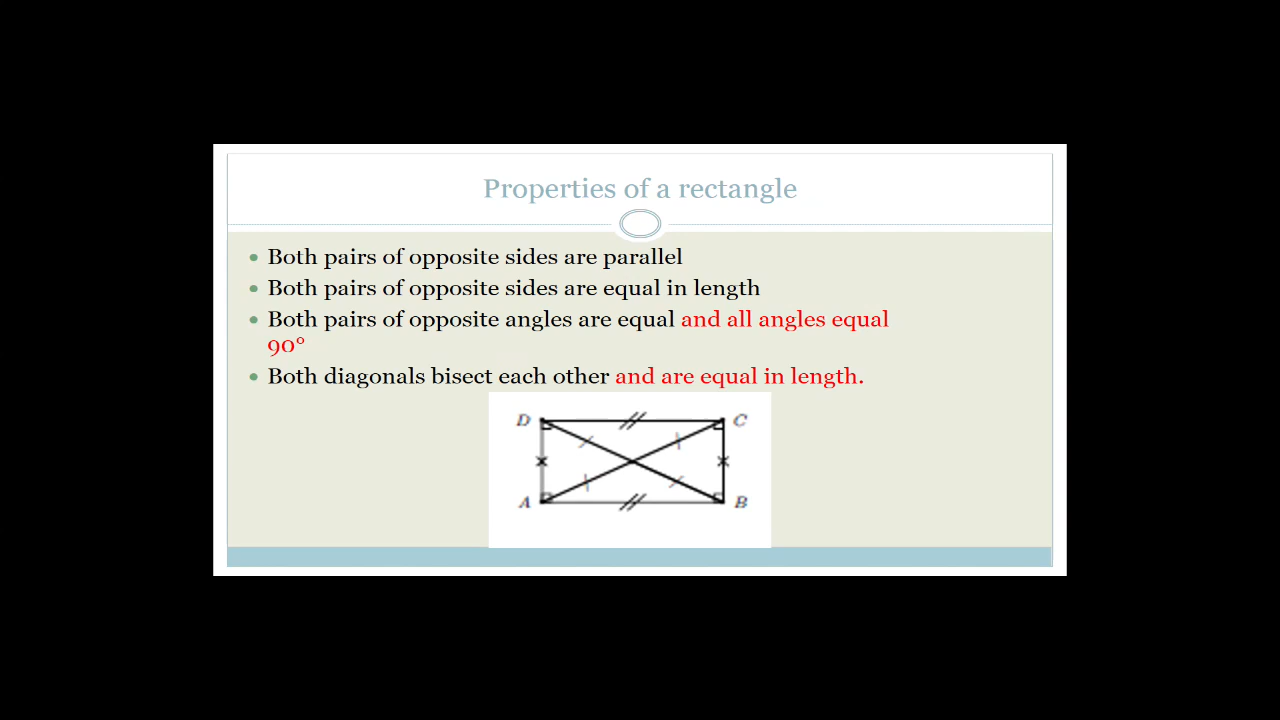 Properties of a rectangle
• Both pairs of opposite sides are parallel
• Both pairs of opposite sides are equal in length
• Both pairs of opposite angles are equal and all angles equal
90°
• Both diagonals bisect each other and are equal in length.
D C
A B